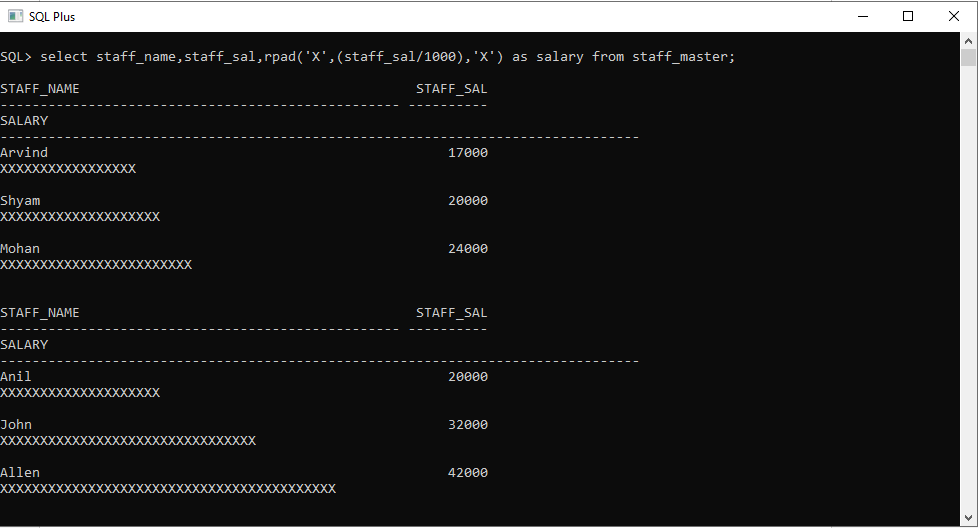 SQL Plus
SQL> select staff_name,staff_sal,rpad('X',(staff_sal/1000),'X') as salary from staff_master;
STAFF_NAME                                          STAFF_SAL
-------------------------------------------------- ----------
SALARY
--------------------------------------------------------------------------------
Arvind                                                  17000
XXXXXXXXXXXXXXXXX
Shyam                                                   20000
XXXXXXXXXXXXXXXXXXXX
Mohan                                                   24000
XXXXXXXXXXXXXXXXXXXXXXXX
STAFF_NAME                                          STAFF_SAL
-------------------------------------------------- ----------
SALARY
--------------------------------------------------------------------------------
Anil                                                    20000
XXXXXXXXXXXXXXXXXXXX
John                                                    32000
XXXXXXXXXXXXXXXXXXXXXXXXXXXXXXXX
Allen                                                   42000
XXXXXXXXXXXXXXXXXXXXXXXXXXXXXXXXXXXXXXXXXX